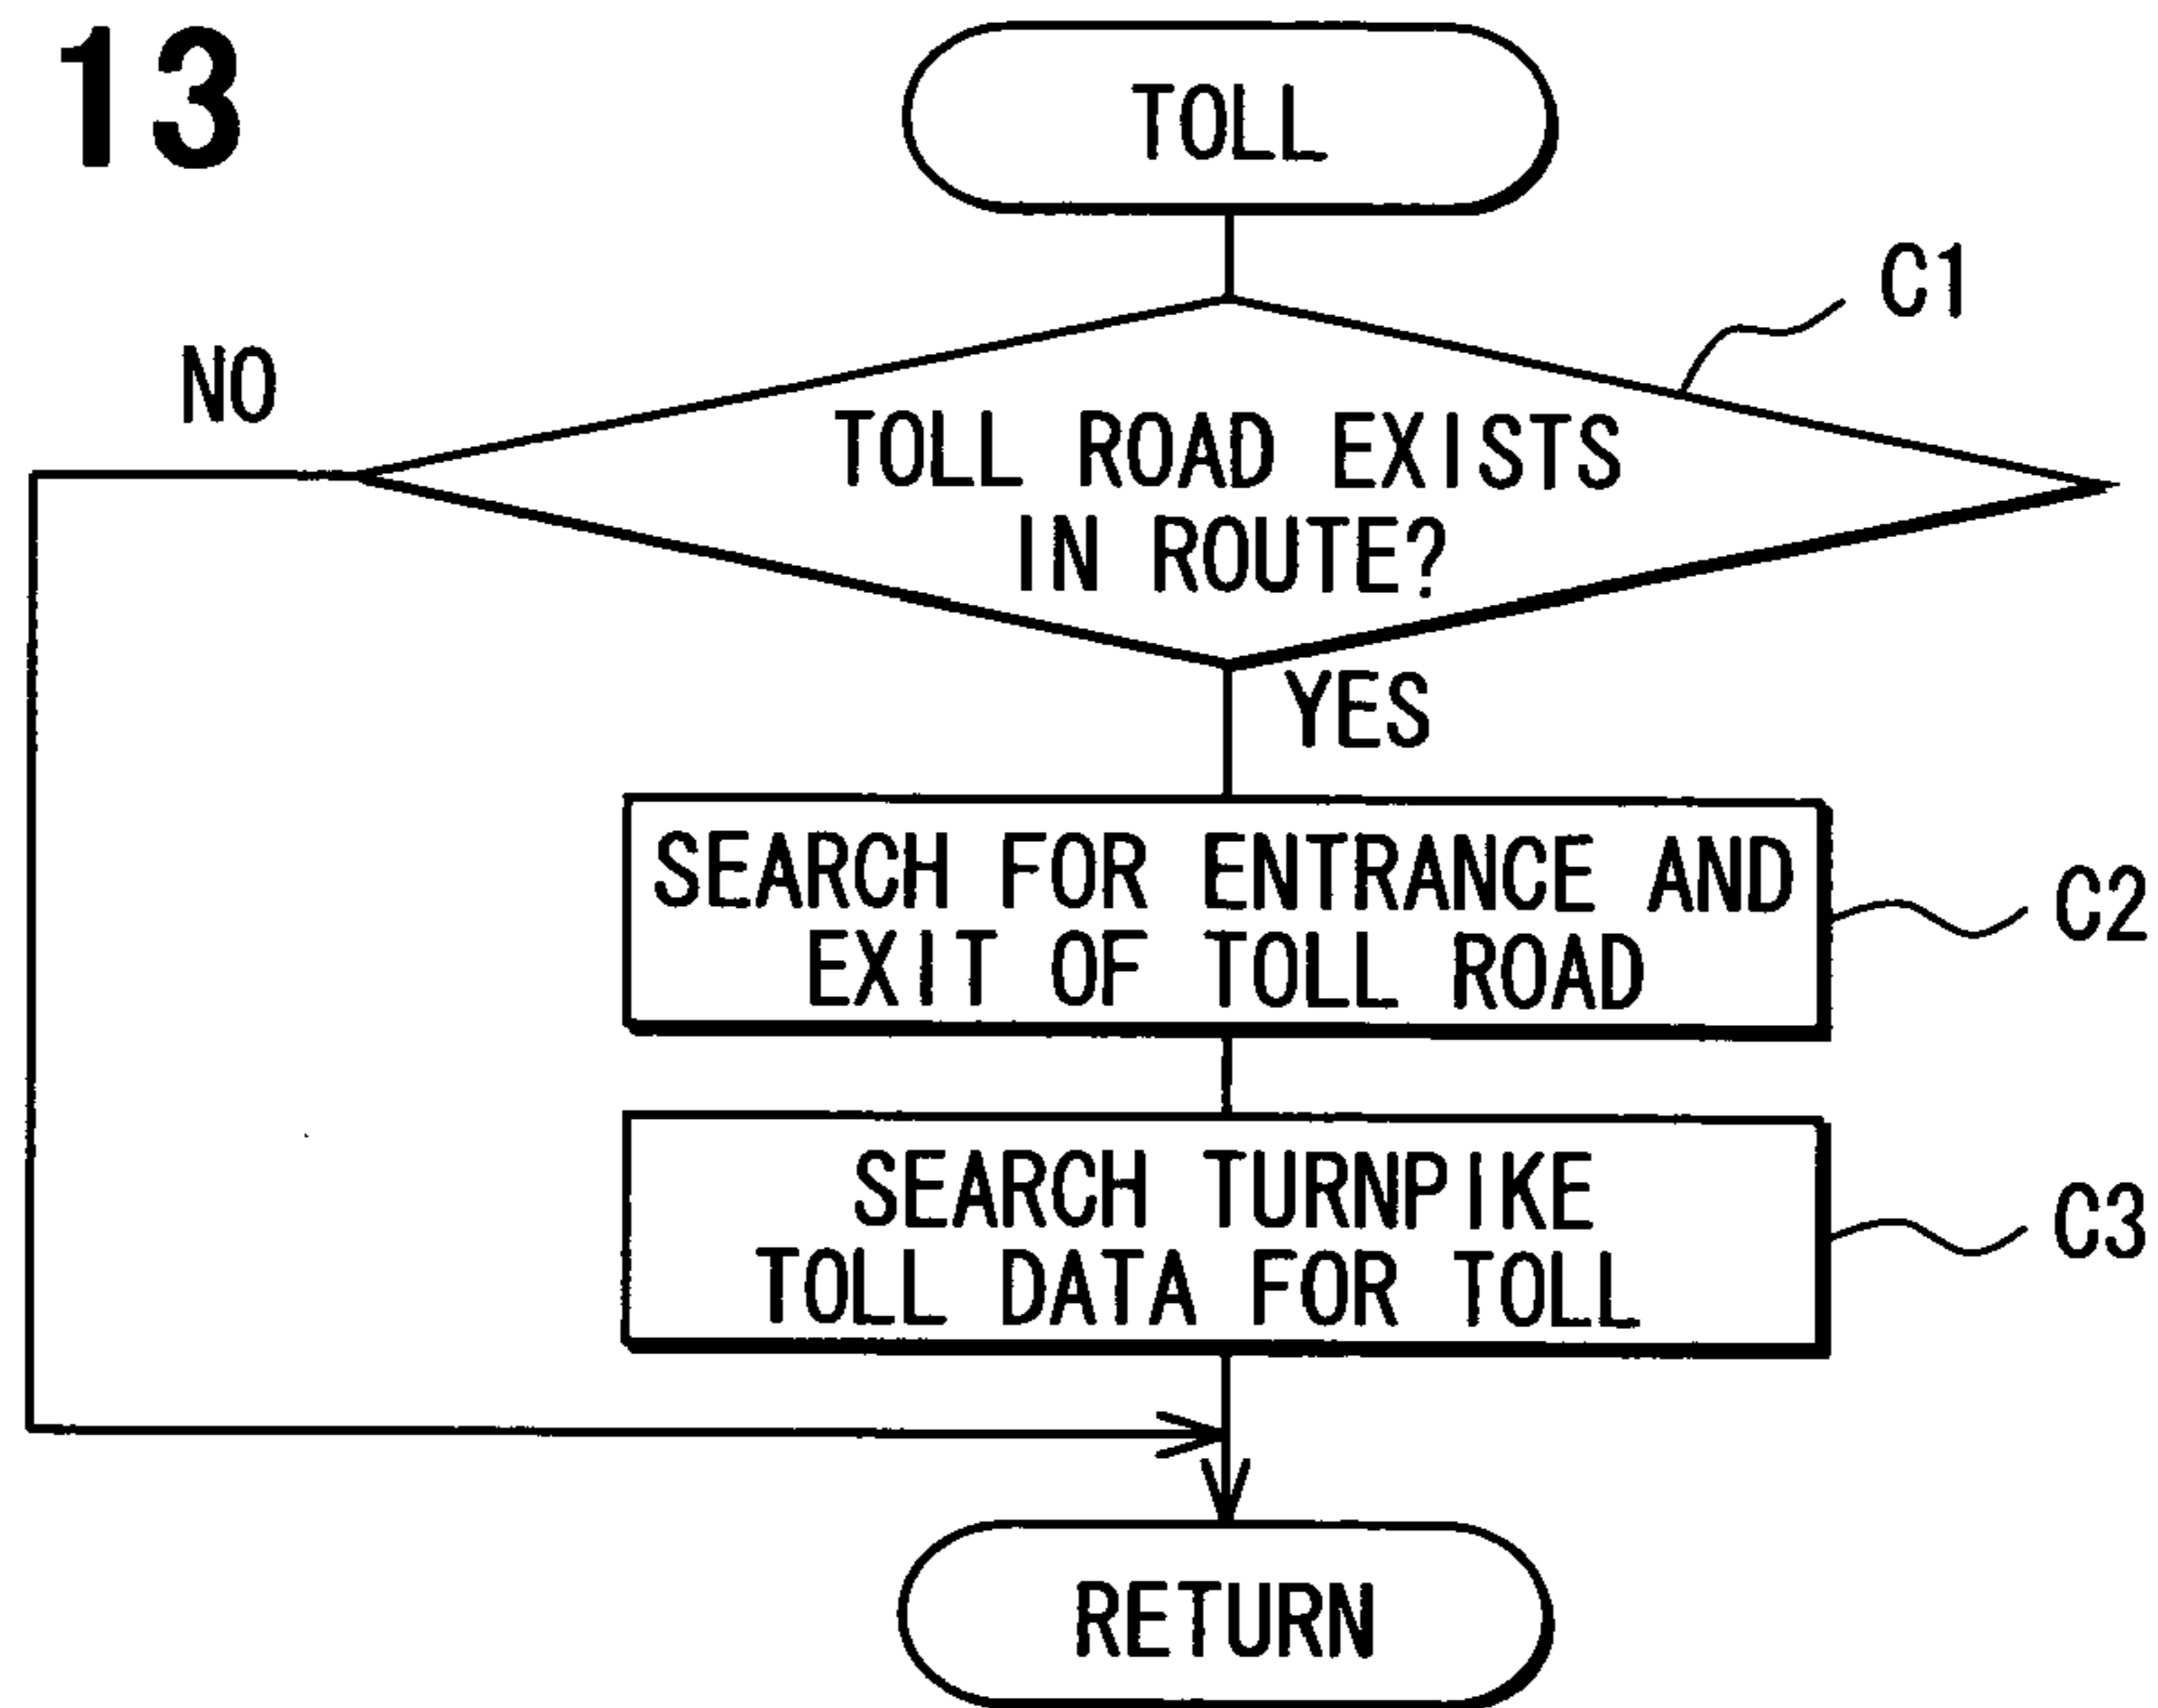 13
TOLL
C1
NO
TOLL ROAD EXISTS
IN ROUTE?
YES
SEARCH FOR ENTRANCE AND
EXIT OF TOLL ROAD
C2
SEARCH TURNPIKE
TOLL DATA FOR TOLL
C3
RETURN